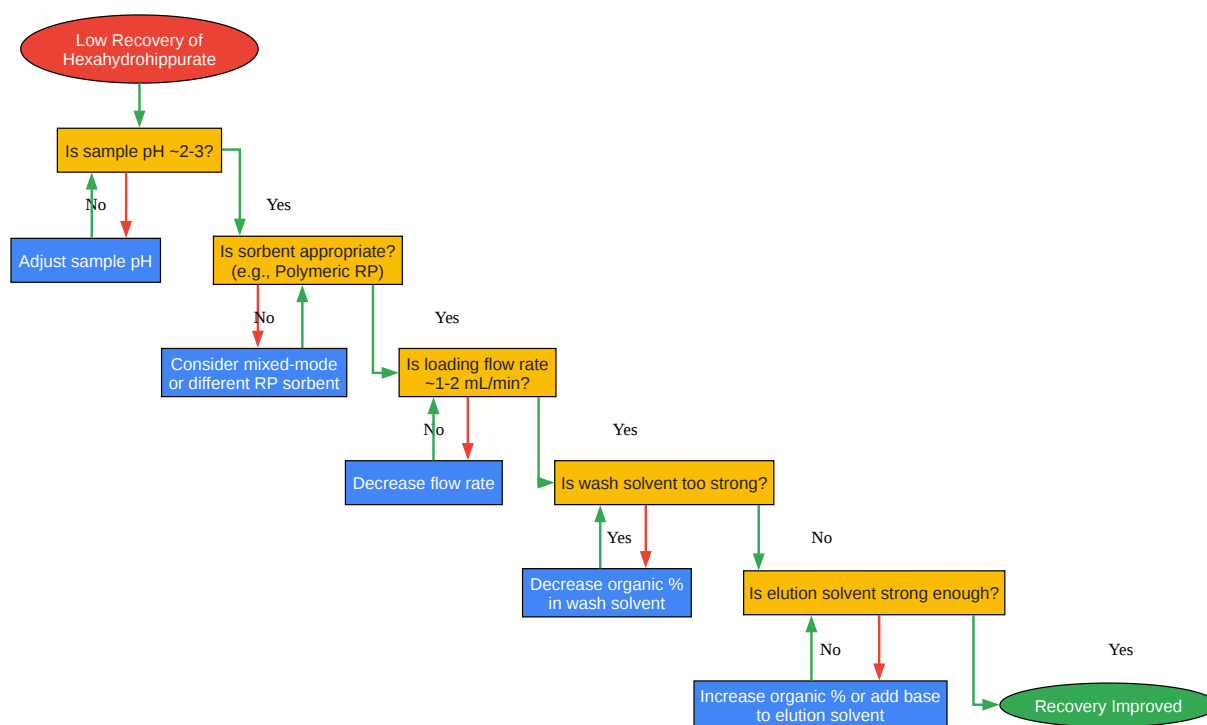 Low Recovery of
Hexahydrohippurate
Is sample pH ~2-3?
No
Yes
Adjust sample pH
Is sorbent appropriate?
(e.g., Polymeric RP)
No
Yes
Consider mixed-mode
or different RP sorbent
Is loading flow rate
~1-2 mL/min?
No
Yes
Decrease flow rate
Is wash solvent too strong?
Yes
No
Decrease organic %
in wash solvent
Is elution solvent strong enough?
No
Yes
Increase organic % or add base
to elution solvent
Recovery Improved